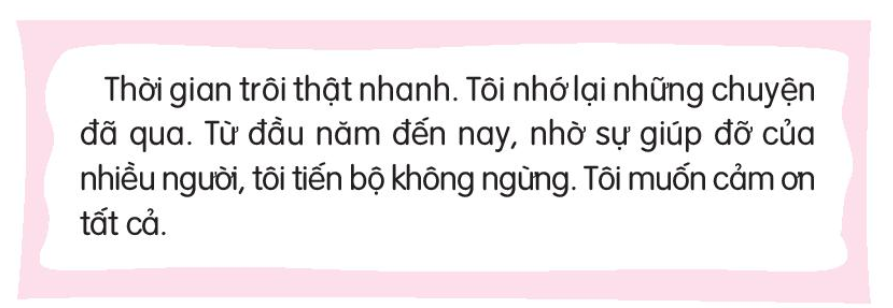 Thời gian trôi thật nhanh. Tôi nhớ lại những chuyện
đã qua. Từ đầu năm đến nay, nhờ sự giúp đỡ của
nhiều người, tôi tiến bộ không ngừng. Tôi muốn cảm ơn
tất cả.